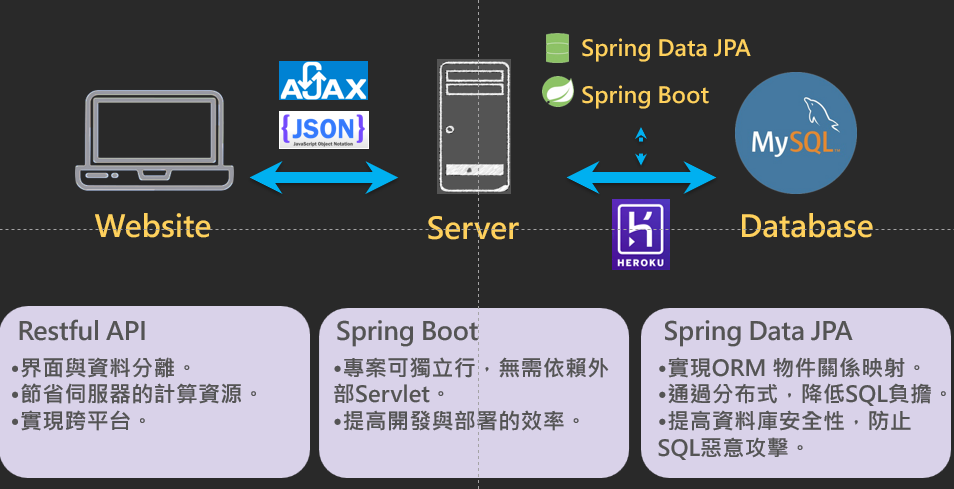 Spring Data JPA
AJAX
Spring Boot
{JSON}
JavaScript Object Notation
MySQL
Website
Server
Database
HEROKU
Restful API
•界面與資料分離。
•節省伺服器的計算資源。
•實現跨平台。
Spring Boot
•專案可獨立行，無需依賴外
部Servlet。
•提高開發與部署的效率。
Spring Data JPA
•實現ORM 物件關係映射。
•通過分布式，降低SQL負擔。
•提高資料庫安全性，防止
SQL惡意攻擊。